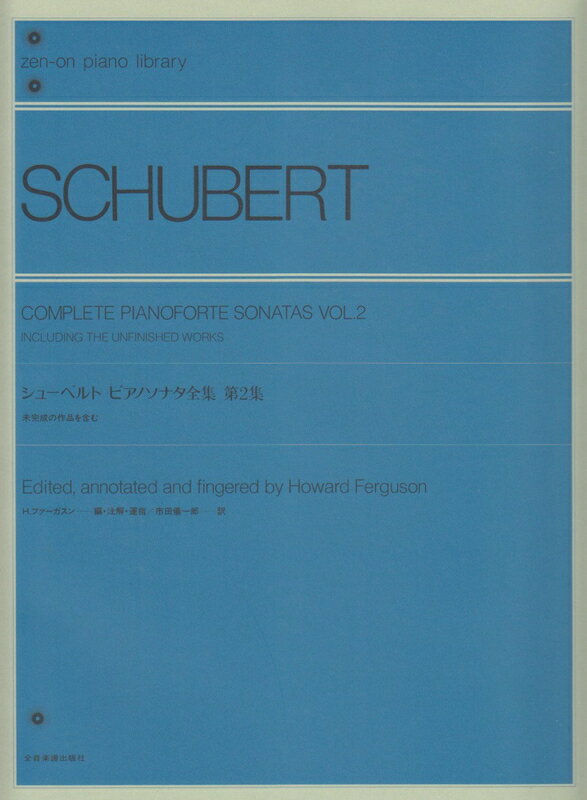 zen-on piano library
SCHUBERT
COMPLETE PIANOFORTE SONATAS VOL.2
INCLUDING THE UNFINISHED WORKS
シューベルト ピアノソナタ全集 第2集
未完成の作品を含む
Edited, annotated and fingered by Howard Ferguson
H.ファーガスン──編・注解・運指/市田儀一郎──訳
全音楽譜出版社